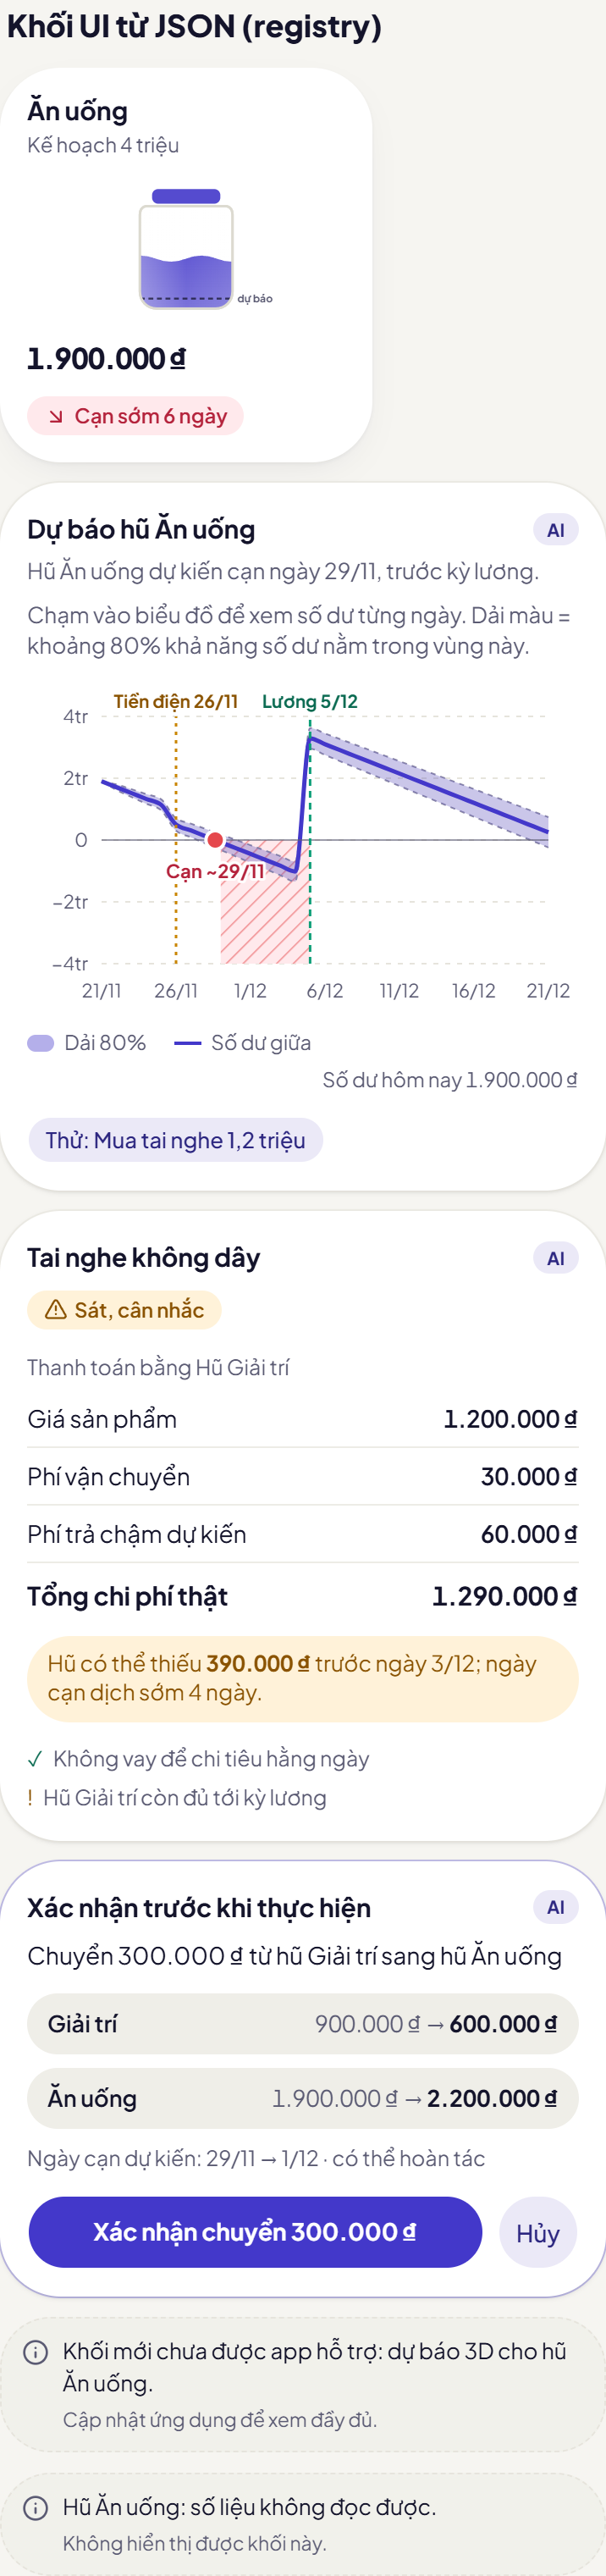 Khối UI từ JSON (registry)
Ăn uống
Kế hoạch 4 triệu
dự báo
1.900.000 ₫
Cạn sớm 6 ngày
Dự báo hũ Ăn uống
AI
Hũ Ăn uống dự kiến cạn ngày 29/11, trước kỳ lương.
Chạm vào biểu đồ để xem số dư từng ngày. Dải màu =
khoảng 80% khả năng số dư nằm trong vùng này.
Tiền điện 26/11
Lương 5/12
4tr
2tr
0
Cạn ~29/11
−2tr
−4tr
21/11 26/11 1/12 6/12 11/12 16/12 21/12
Dải 80% Số dư giữa
Số dư hôm nay 1.900.000 ₫
Thử: Mua tai nghe 1,2 triệu
Tai nghe không dây
AI
Sát, cân nhắc
Thanh toán bằng Hũ Giải trí
Giá sản phẩm 1.200.000 ₫
Phí vận chuyển 30.000 ₫
Phí trả chậm dự kiến 60.000 ₫
Tổng chi phí thật 1.290.000 ₫
Hũ có thể thiếu 390.000 ₫ trước ngày 3/12; ngày
cạn dịch sớm 4 ngày.
✓ Không vay để chi tiêu hằng ngày
! Hũ Giải trí còn đủ tới kỳ lương
Xác nhận trước khi thực hiện
AI
Chuyển 300.000 ₫ từ hũ Giải trí sang hũ Ăn uống
Giải trí 900.000 ₫ → 600.000 ₫
Ăn uống 1.900.000 ₫ → 2.200.000 ₫
Ngày cạn dự kiến: 29/11 → 1/12 · có thể hoàn tác
Xác nhận chuyển 300.000 ₫
Hủy
Khối mới chưa được app hỗ trợ: dự báo 3D cho hũ
Ăn uống.
Cập nhật ứng dụng để xem đầy đủ.
Hũ Ăn uống: số liệu không đọc được.
Không hiển thị được khối này.